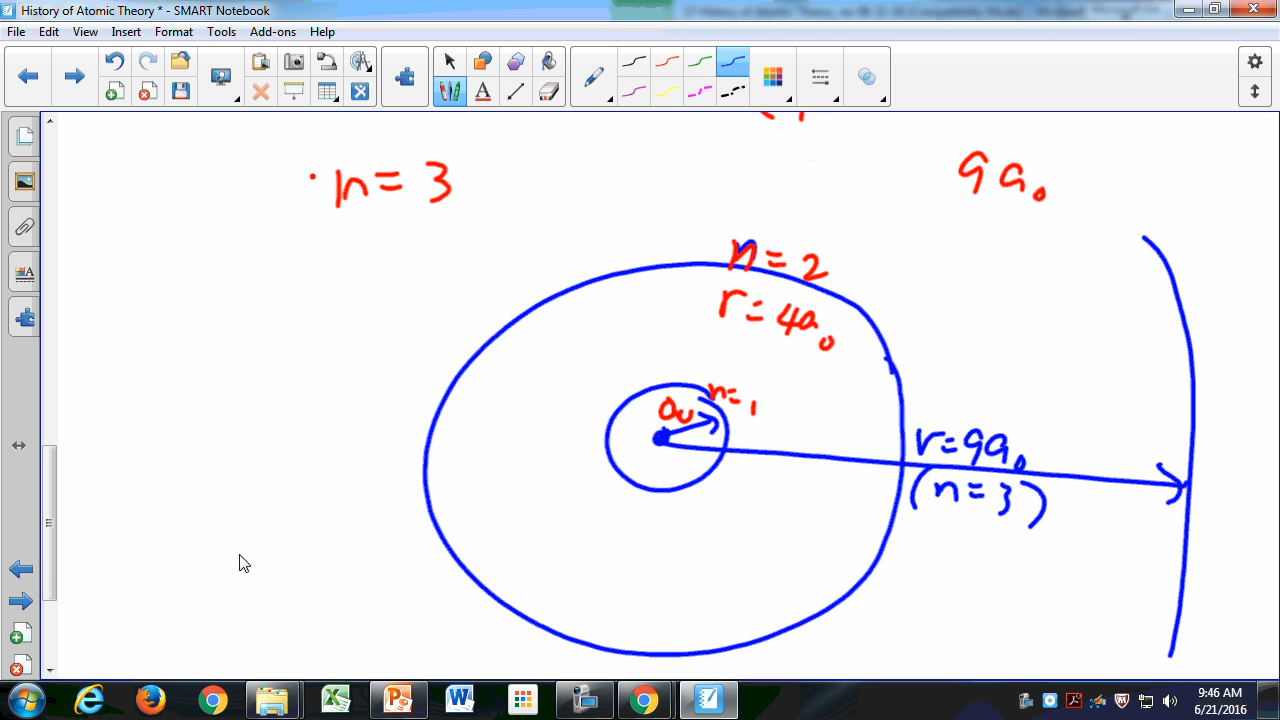 History of Atomic Theory * - SMART Notebook
File Edit View Insert Format Tools Add-ons Help
n = 3
9a₀
n = 2
r = 4a₀
n = 1
a₀
r = 9a₀
(n = 3)
9:46 AM
6/21/2016